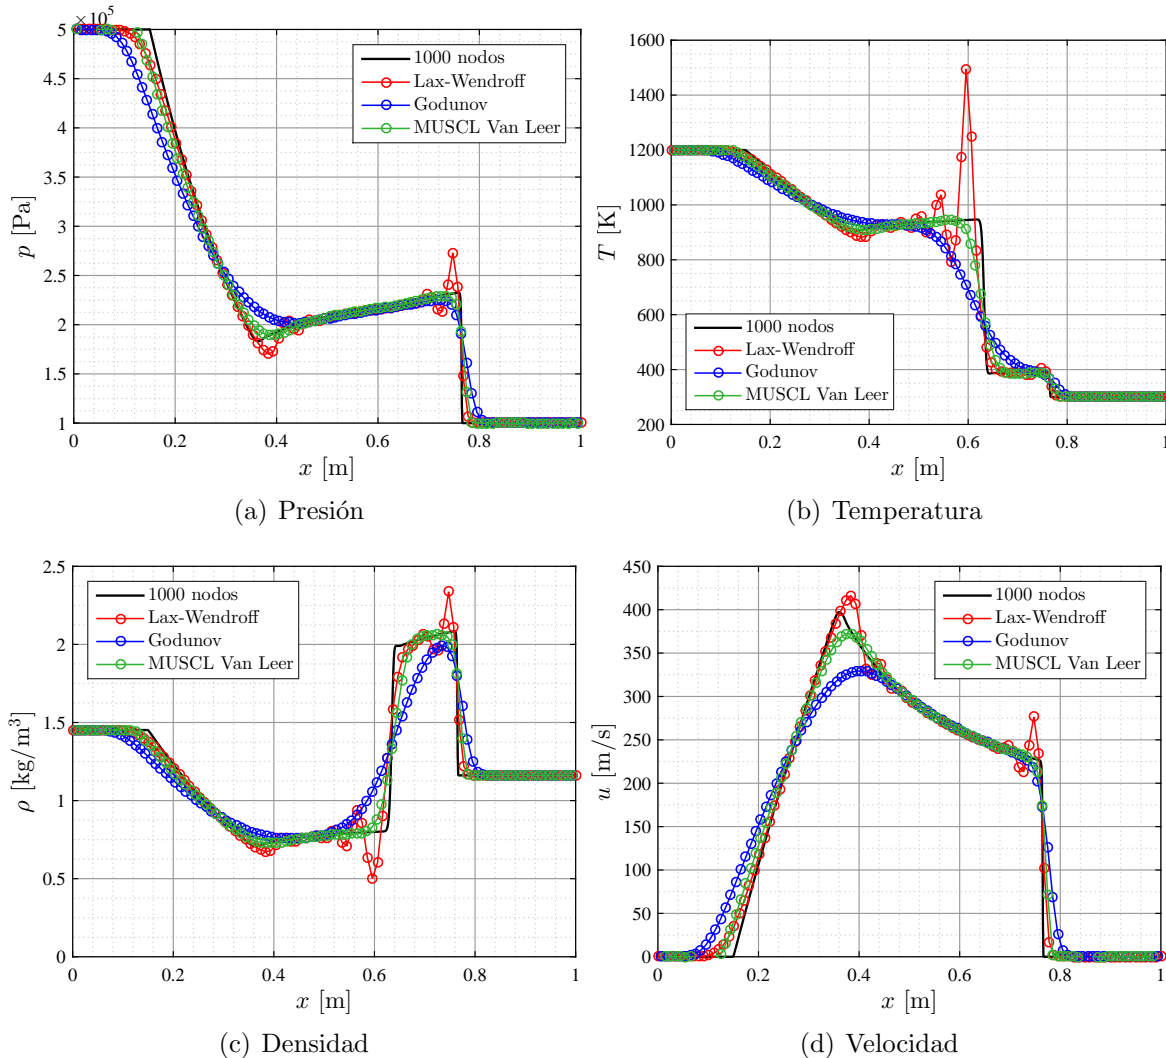 ×10⁵
5
4.5
4
3.5
3
2.5
2
1.5
1
0 0.2 0.4 0.6 0.8 1
p [Pa]
x [m]
1000 nodos
Lax-Wendroff
Godunov
MUSCL Van Leer
(a) Presión
1600
1400
1200
1000
800
600
400
200
0 0.2 0.4 0.6 0.8 1
T [K]
x [m]
1000 nodos
Lax-Wendroff
Godunov
MUSCL Van Leer
(b) Temperatura
2.5
2
1.5
1
0.5
0
0 0.2 0.4 0.6 0.8 1
ρ [kg/m³]
x [m]
1000 nodos
Lax-Wendroff
Godunov
MUSCL Van Leer
(c) Densidad
450
400
350
300
250
200
150
100
50
0
0 0.2 0.4 0.6 0.8 1
u [m/s]
x [m]
1000 nodos
Lax-Wendroff
Godunov
MUSCL Van Leer
(d) Velocidad